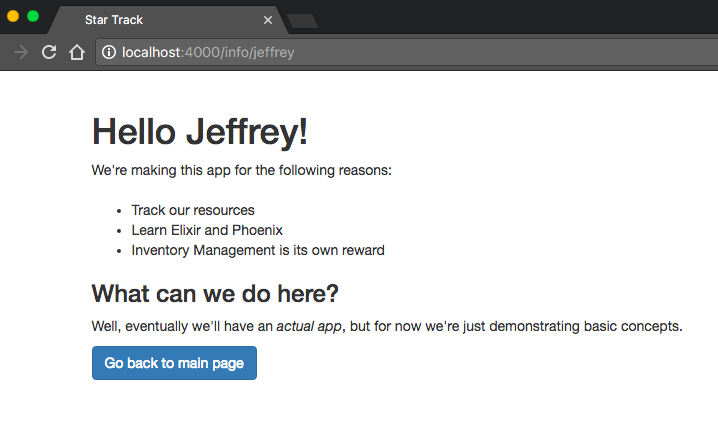 Star Track
localhost:4000/info/jeffrey
Hello Jeffrey!
We're making this app for the following reasons:
Track our resources
Learn Elixir and Phoenix
Inventory Management is its own reward
What can we do here?
Well, eventually we'll have an actual app, but for now we're just demonstrating basic concepts.
Go back to main page